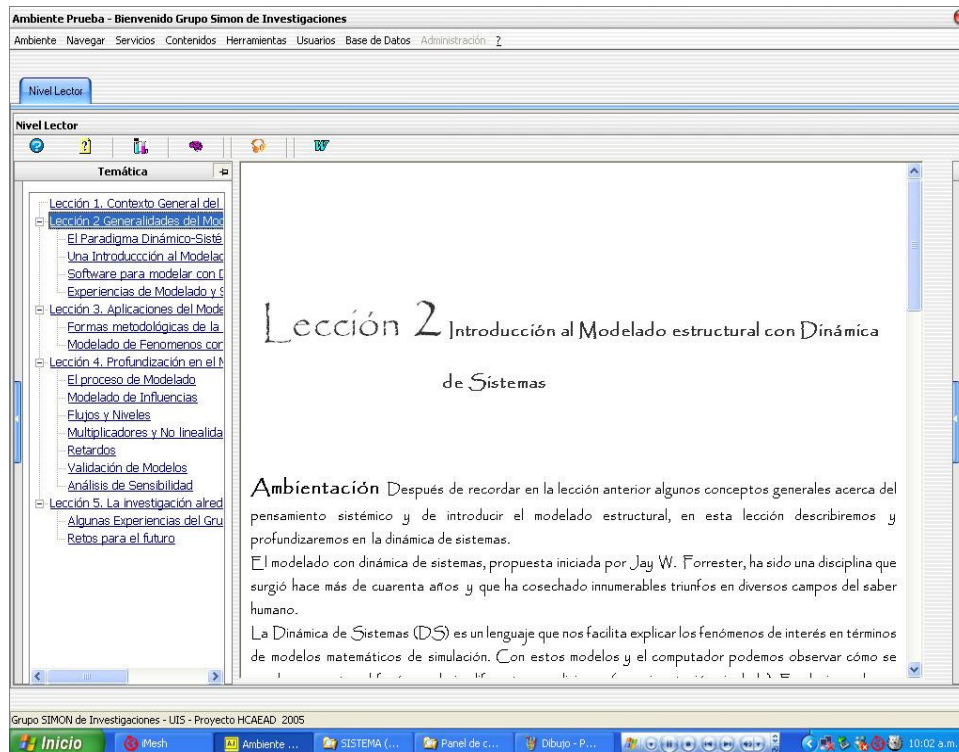 Ambiente Prueba - Bienvenido Grupo Simon de Investigaciones
Ambiente Navegar Servicios Contenidos Herramientas Usuarios Base de Datos Administración ?
Nivel Lector
Nivel Lector
Temática
Lección 1. Contexto General del
Lección 2 Generalidades del Mod
El Paradigma Dinámico-Sisté
Una Introduccción al Modelac
Software para modelar con D
Experiencias de Modelado y S
Lección 3. Aplicaciones del Mode
Formas metodológicas de la
Modelado de Fenomenos con
Lección 4. Profundización en el M
El proceso de Modelado
Modelado de Influencias
Flujos y Niveles
Multiplicadores y No linealida
Retardos
Validación de Modelos
Análisis de Sensibilidad
Lección 5. La investigación alred
Algunas Experiencias del Gru
Retos para el futuro
Lección 2 Introducción al Modelado estructural con Dinámica
de Sistemas
Ambientación Después de recordar en la lección anterior algunos conceptos generales acerca del
pensamiento sistémico y de introducir el modelado estructural, en esta lección describiremos y
profundizaremos en la dinámica de sistemas.
El modelado con dinámica de sistemas, propuesta iniciada por Jay W. Forrester, ha sido una disciplina que
surgió hace más de cuarenta años y que ha cosechado innumerables triunfos en diversos campos del saber
humano.
La Dinámica de Sistemas (DS) es un lenguaje que nos facilita explicar los fenómenos de interés en términos
de modelos matemáticos de simulación. Con estos modelos y el computador podemos observar cómo se
Grupo SIMON de Investigaciones - UIS - Proyecto HCAEAD 2005
Inicio iMesh Ambiente ... SISTEMA (... Panel de c... Dibujo - P... 10:02 a.m.